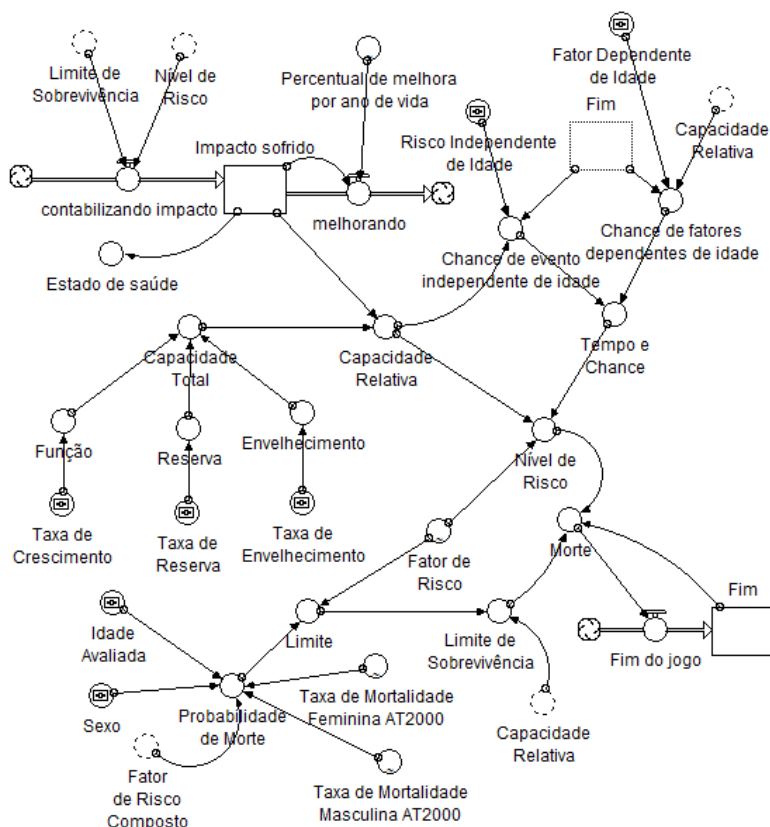 Limite de
Sobrevivência
Nível de
Risco
Percentual de melhora
por ano de vida
Fator Dependente
de Idade
Fim
Capacidade
Relativa
Risco Independente
de Idade
Impacto sofrido
contabilizando impacto
melhorando
Chance de evento
independente de idade
Chance de fatores
dependentes de idade
Estado de saúde
Capacidade
Total
Capacidade
Relativa
Tempo e
Chance
Função
Reserva
Envelhecimento
Nível de
Risco
Taxa de
Crescimento
Taxa de
Reserva
Taxa de
Envelhecimento
Fator de
Risco
Morte
Fim
Idade
Avaliada
Limite
Limite de
Sobrevivência
Fim do jogo
Sexo
Probabilidade
de Morte
Taxa de Mortalidade
Feminina AT2000
Capacidade
Relativa
Fator
de Risco
Composto
Taxa de Mortalidade
Masculina AT2000